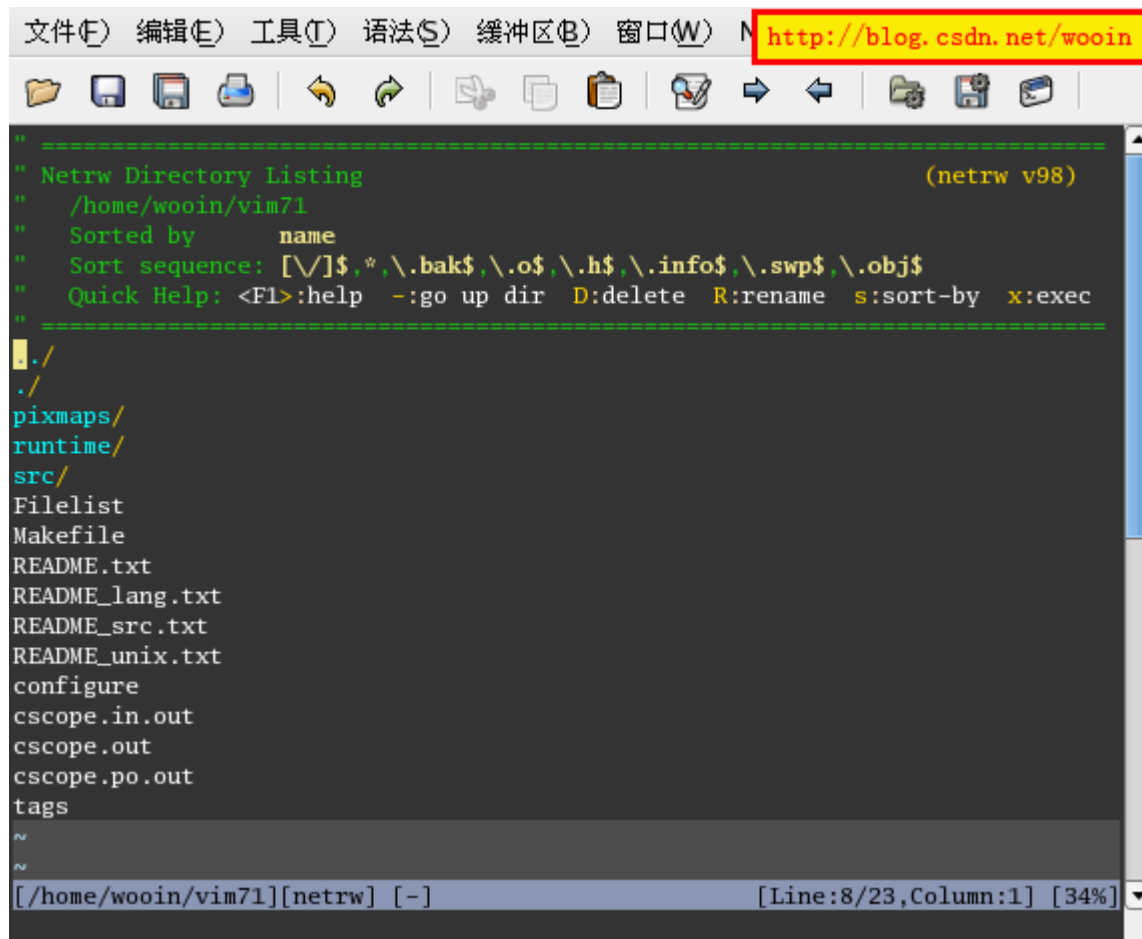 文件(F) 编辑(E) 工具(T) 语法(S) 缓冲区(B) 窗口(W) http://blog.csdn.net/wooin
" ============================================================================
" Netrw Directory Listing (netrw v98)
" /home/wooin/vim71
" Sorted by name
" Sort sequence: [\/]$,*,\.bak$,\.o$,\.h$,\.info$,\.swp$,\.obj$
" Quick Help: <F1>:help -:go up dir D:delete R:rename s:sort-by x:exec
" ============================================================================
../
./
pixmaps/
runtime/
src/
Filelist
Makefile
README.txt
README_lang.txt
README_src.txt
README_unix.txt
configure
cscope.in.out
cscope.out
cscope.po.out
tags
~
~
[/home/wooin/vim71][netrw] [-] [Line:8/23,Column:1] [34%]